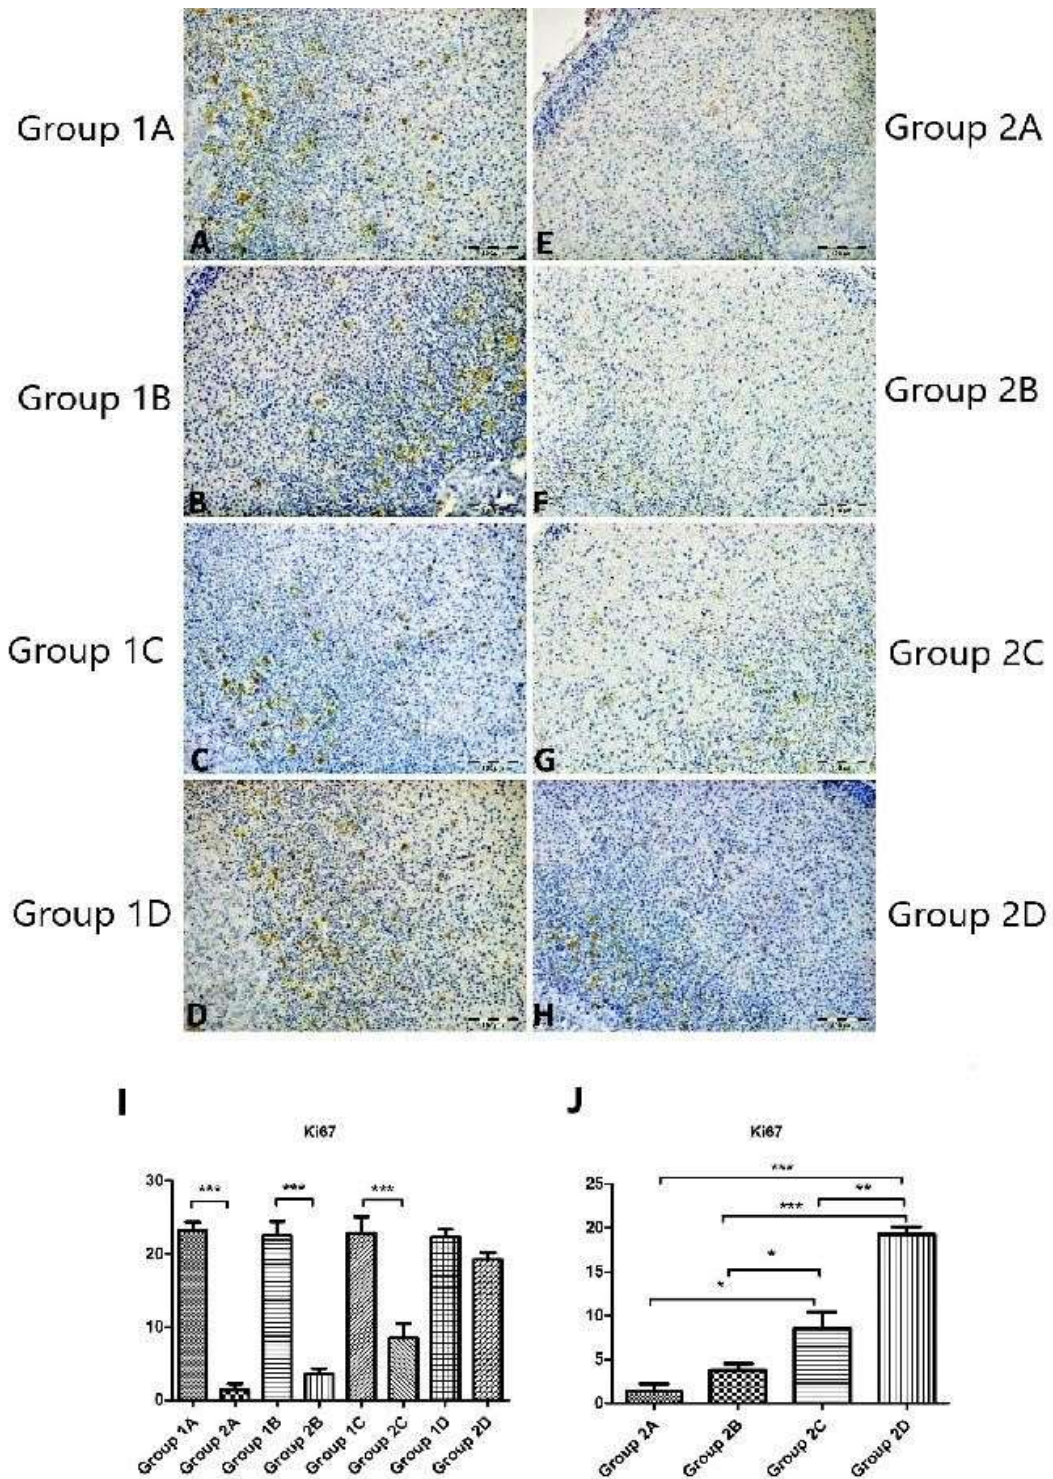 Group 1A
Group 2A
A
E
Group 1B
Group 2B
B
F
Group 1C
Group 2C
C
G
Group 1D
Group 2D
D
H
I
J
Ki67
Ki67
30
20
10
0
***
***
***
Group 1A
Group 2A
Group 1B
Group 2B
Group 1C
Group 2C
Group 1D
Group 2D
25
20
15
10
5
0
***
**
***
*
*
Group 2A
Group 2B
Group 2C
Group 2D